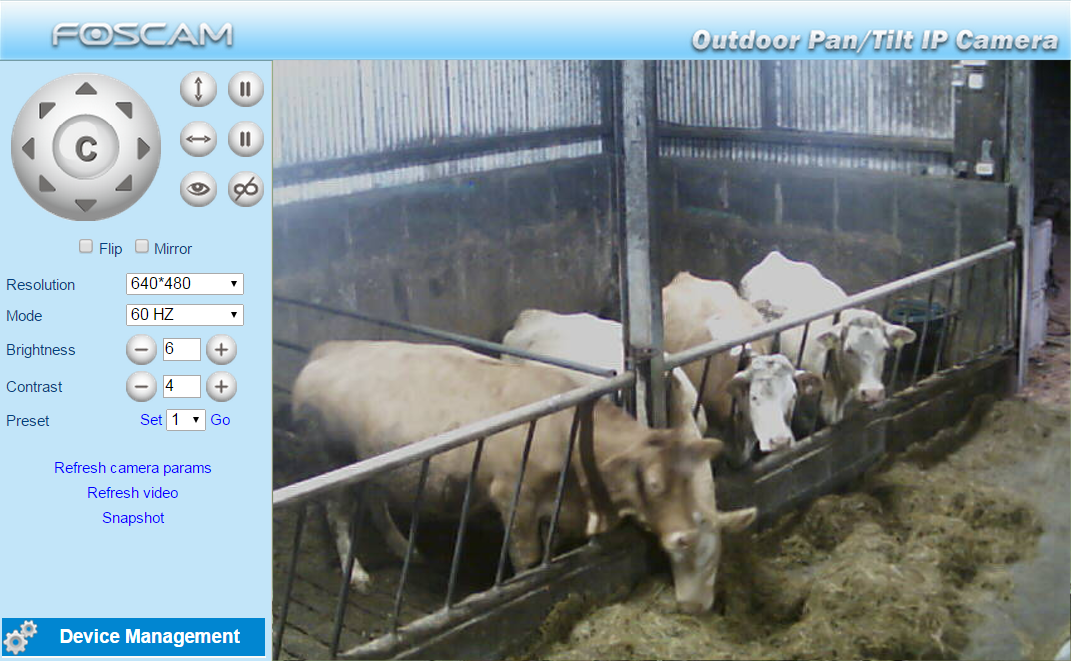 FOSCAM
Outdoor Pan/Tilt IP Camera
C
Flip Mirror
Resolution 640*480
Mode 60 HZ
Brightness 6
Contrast 4
Preset Set 1 Go
Refresh camera params
Refresh video
Snapshot
Device Management